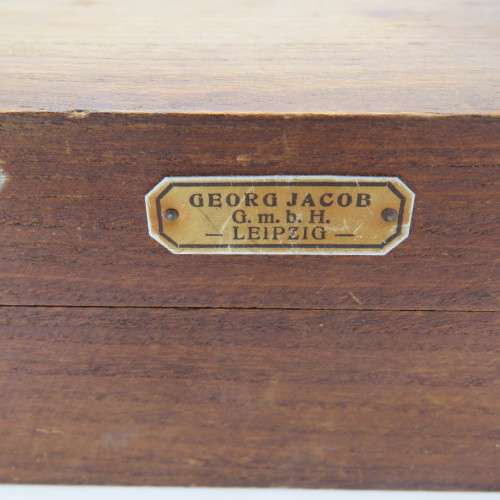 GEORG JACOB
G. m. b. H.
— LEIPZIG —